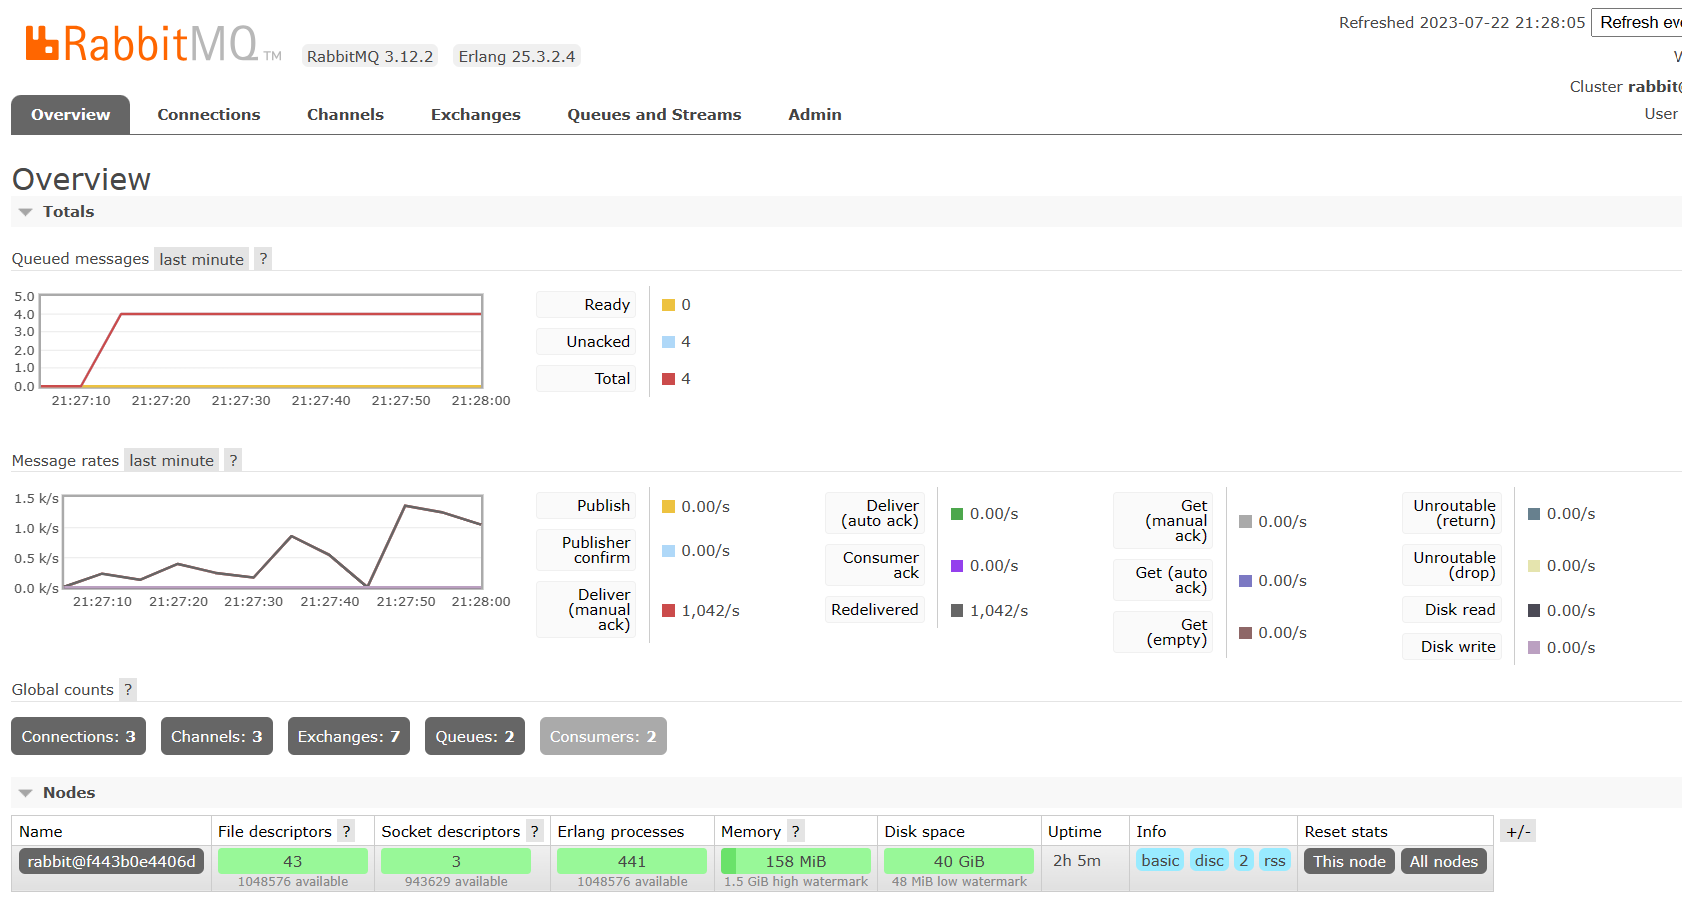 Refreshed 2023-07-22 21:28:05 Refresh eve
RabbitMQ TM RabbitMQ 3.12.2 Erlang 25.3.2.4
Cluster rabbit@
User
Overview Connections Channels Exchanges Queues and Streams Admin
Overview
Totals
Queued messages last minute ?
5.0
4.0
3.0
2.0
1.0
0.0
21:27:10 21:27:20 21:27:30 21:27:40 21:27:50 21:28:00
Ready 0
Unacked 4
Total 4
Message rates last minute ?
1.5 k/s
1.0 k/s
0.5 k/s
0.0 k/s
21:27:10 21:27:20 21:27:30 21:27:40 21:27:50 21:28:00
Publish 0.00/s
Publisher
confirm 0.00/s
Deliver
(manual
ack) 1,042/s
Deliver
(auto ack) 0.00/s
Consumer
ack 0.00/s
Redelivered 1,042/s
Get
(manual
ack) 0.00/s
Get (auto
ack) 0.00/s
Get
(empty) 0.00/s
Unroutable
(return) 0.00/s
Unroutable
(drop) 0.00/s
Disk read 0.00/s
Disk write 0.00/s
Global counts ?
Connections: 3 Channels: 3 Exchanges: 7 Queues: 2 Consumers: 2
Nodes
Name File descriptors ? Socket descriptors ? Erlang processes Memory ? Disk space Uptime Info Reset stats +/-
rabbit@f443b0e4406d 43 3 441 158 MiB 40 GiB 2h 5m basic disc 2 rss This node All nodes
1048576 available 943629 available 1048576 available 1.5 GiB high watermark 48 MiB low watermark